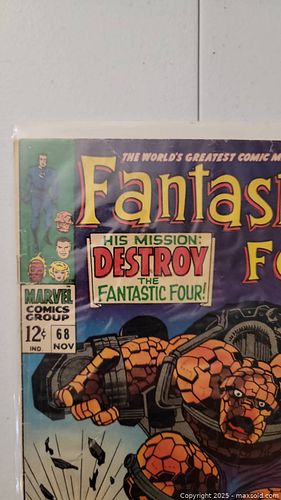 THE WORLD'S GREATEST COMIC M
Fantas
F
HIS MISSION:
DESTROY
THE
FANTASTIC FOUR!
MARVEL
COMICS
GROUP
12¢
IND.
68
NOV
Copyright 2025 - maxsold.com